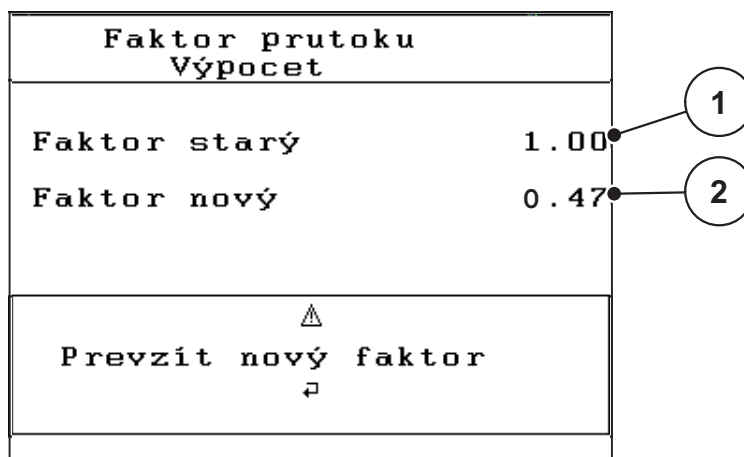 Faktor prutoku
Výpocet
Faktor starý 1.00
1
Faktor nový 0.47
2
Prevzít nový faktor